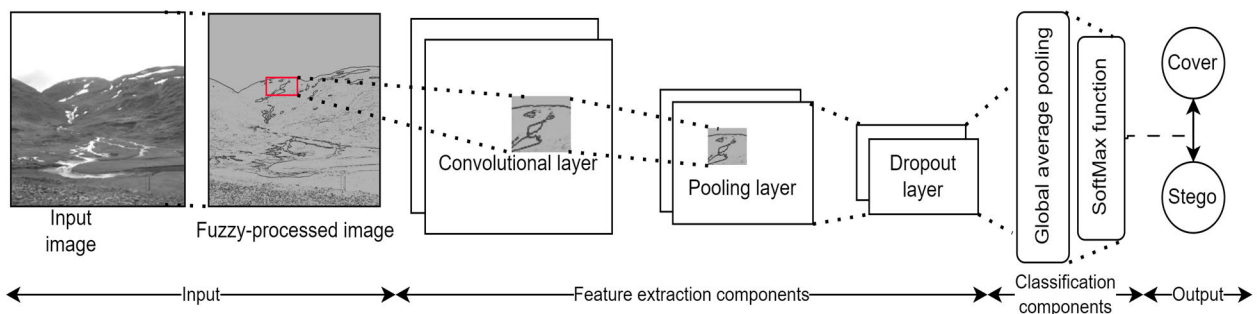 Input
image
Fuzzy-processed image
Convolutional layer
Pooling layer
Dropout
layer
Global average pooling
SoftMax function
Cover
Stego
Input
Feature extraction components
Classification
components
Output